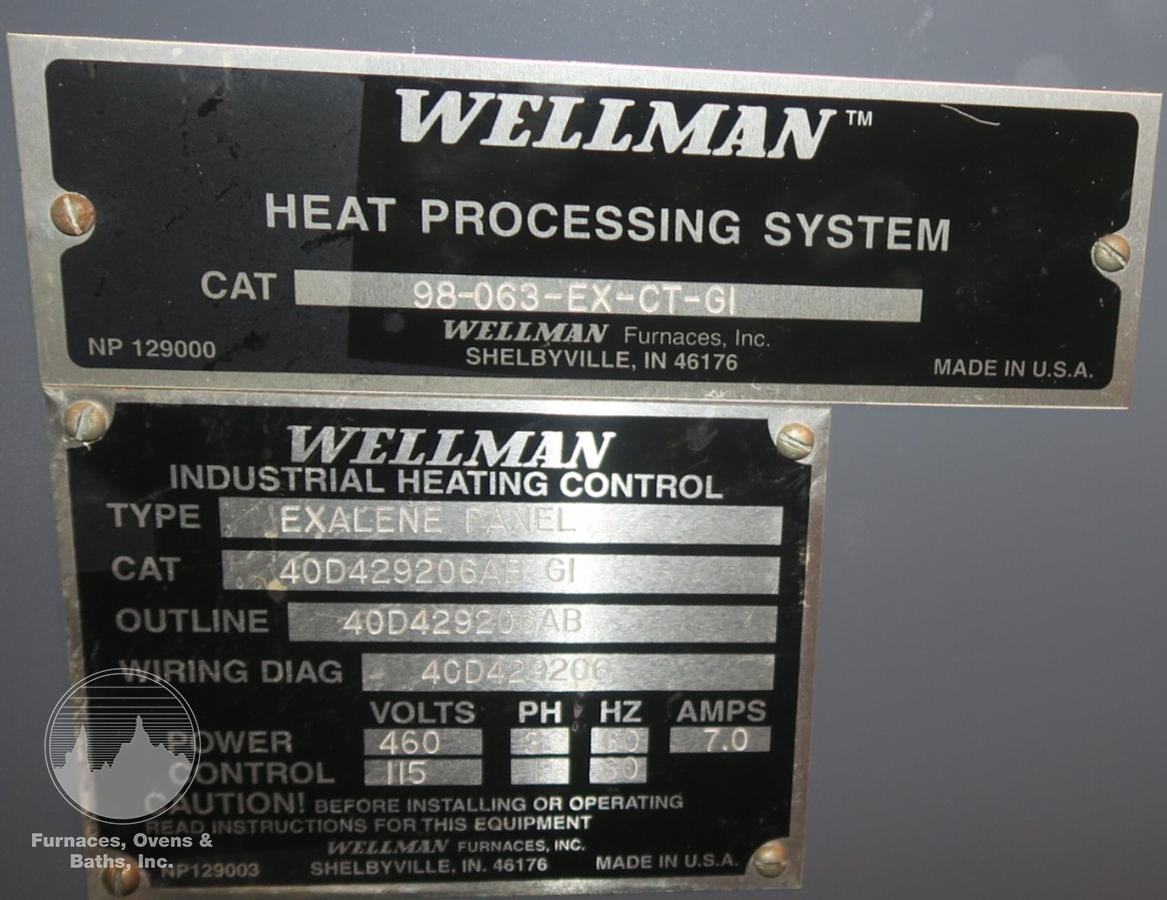 WELLMAN™
HEAT PROCESSING SYSTEM
CAT 98-063-EX-CT-GI
WELLMAN Furnaces, Inc.
NP 129000 SHELBYVILLE, IN 46176 MADE IN U.S.A.
WELLMAN
INDUSTRIAL HEATING CONTROL
TYPE EXALENE PANEL
CAT 40D429206AB GI
OUTLINE 40D429206AB
WIRING DIAG 40D429206
VOLTS PH HZ AMPS
POWER 460 3 60 7.0
CONTROL 115 1 60
CAUTION! BEFORE INSTALLING OR OPERATING
READ INSTRUCTIONS FOR THIS EQUIPMENT
WELLMAN FURNACES, INC.
NP129003 SHELBYVILLE, IN. 46176 MADE IN U.S.A.
Furnaces, Ovens &
Baths, Inc.